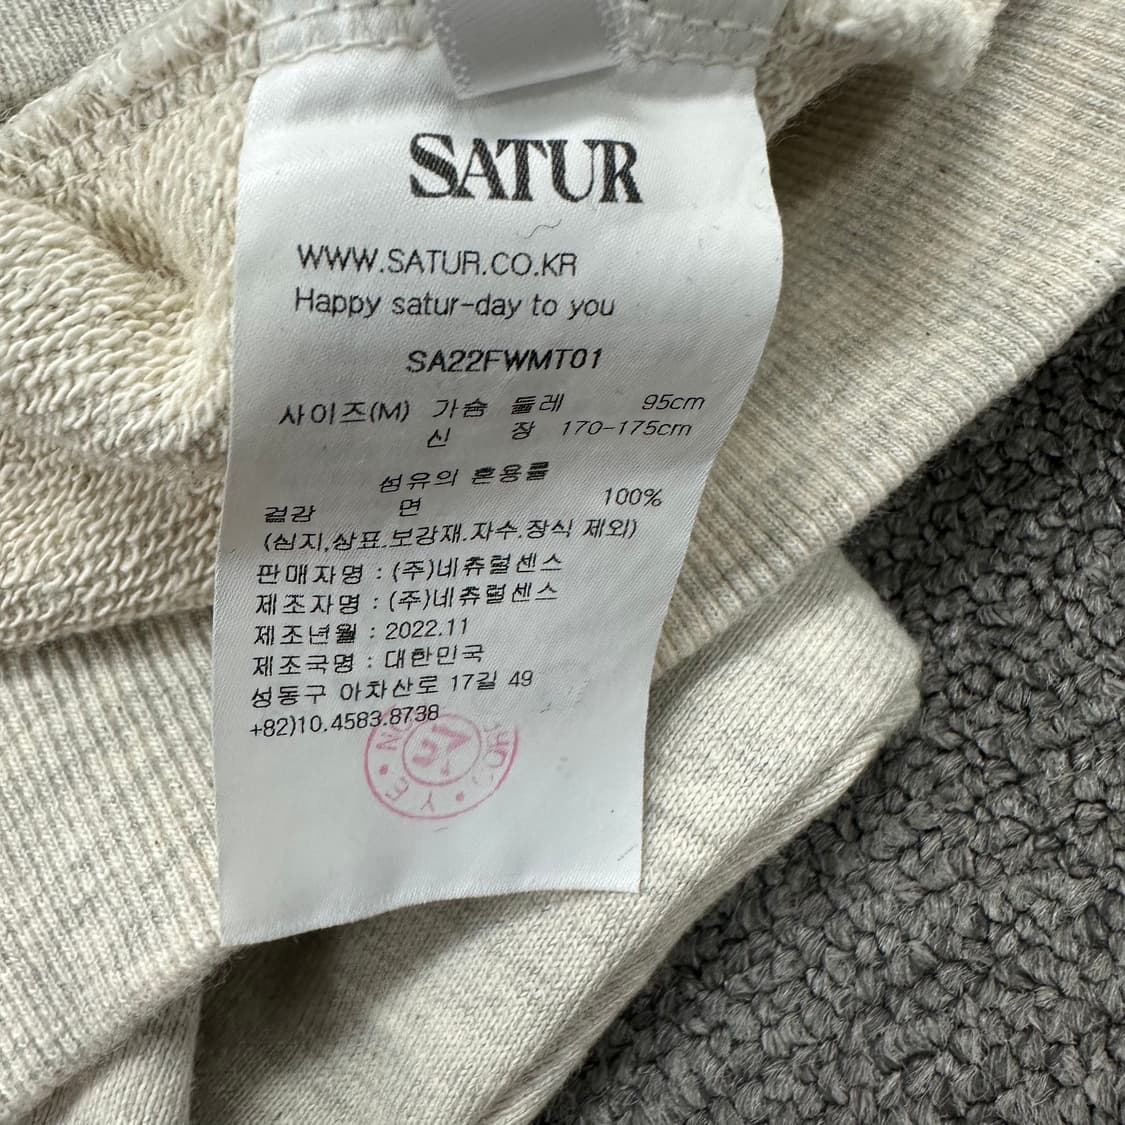 SATUR
WWW.SATUR.CO.KR
Happy satur-day to you
SA22FWMT01
사이즈(M) 가슴 둘레 95cm
신 장 170-175cm
섬유의 혼용률
겉감 면 100%
(심지,상표.보강재.자수.장식 제외)
판매자명 : (주)네츄럴센스
제조자명 : (주)네츄럴센스
제조년월 : 2022.11
제조국명 : 대한민국
성동구 아차산로 17길 49
+82)10.4583.8738